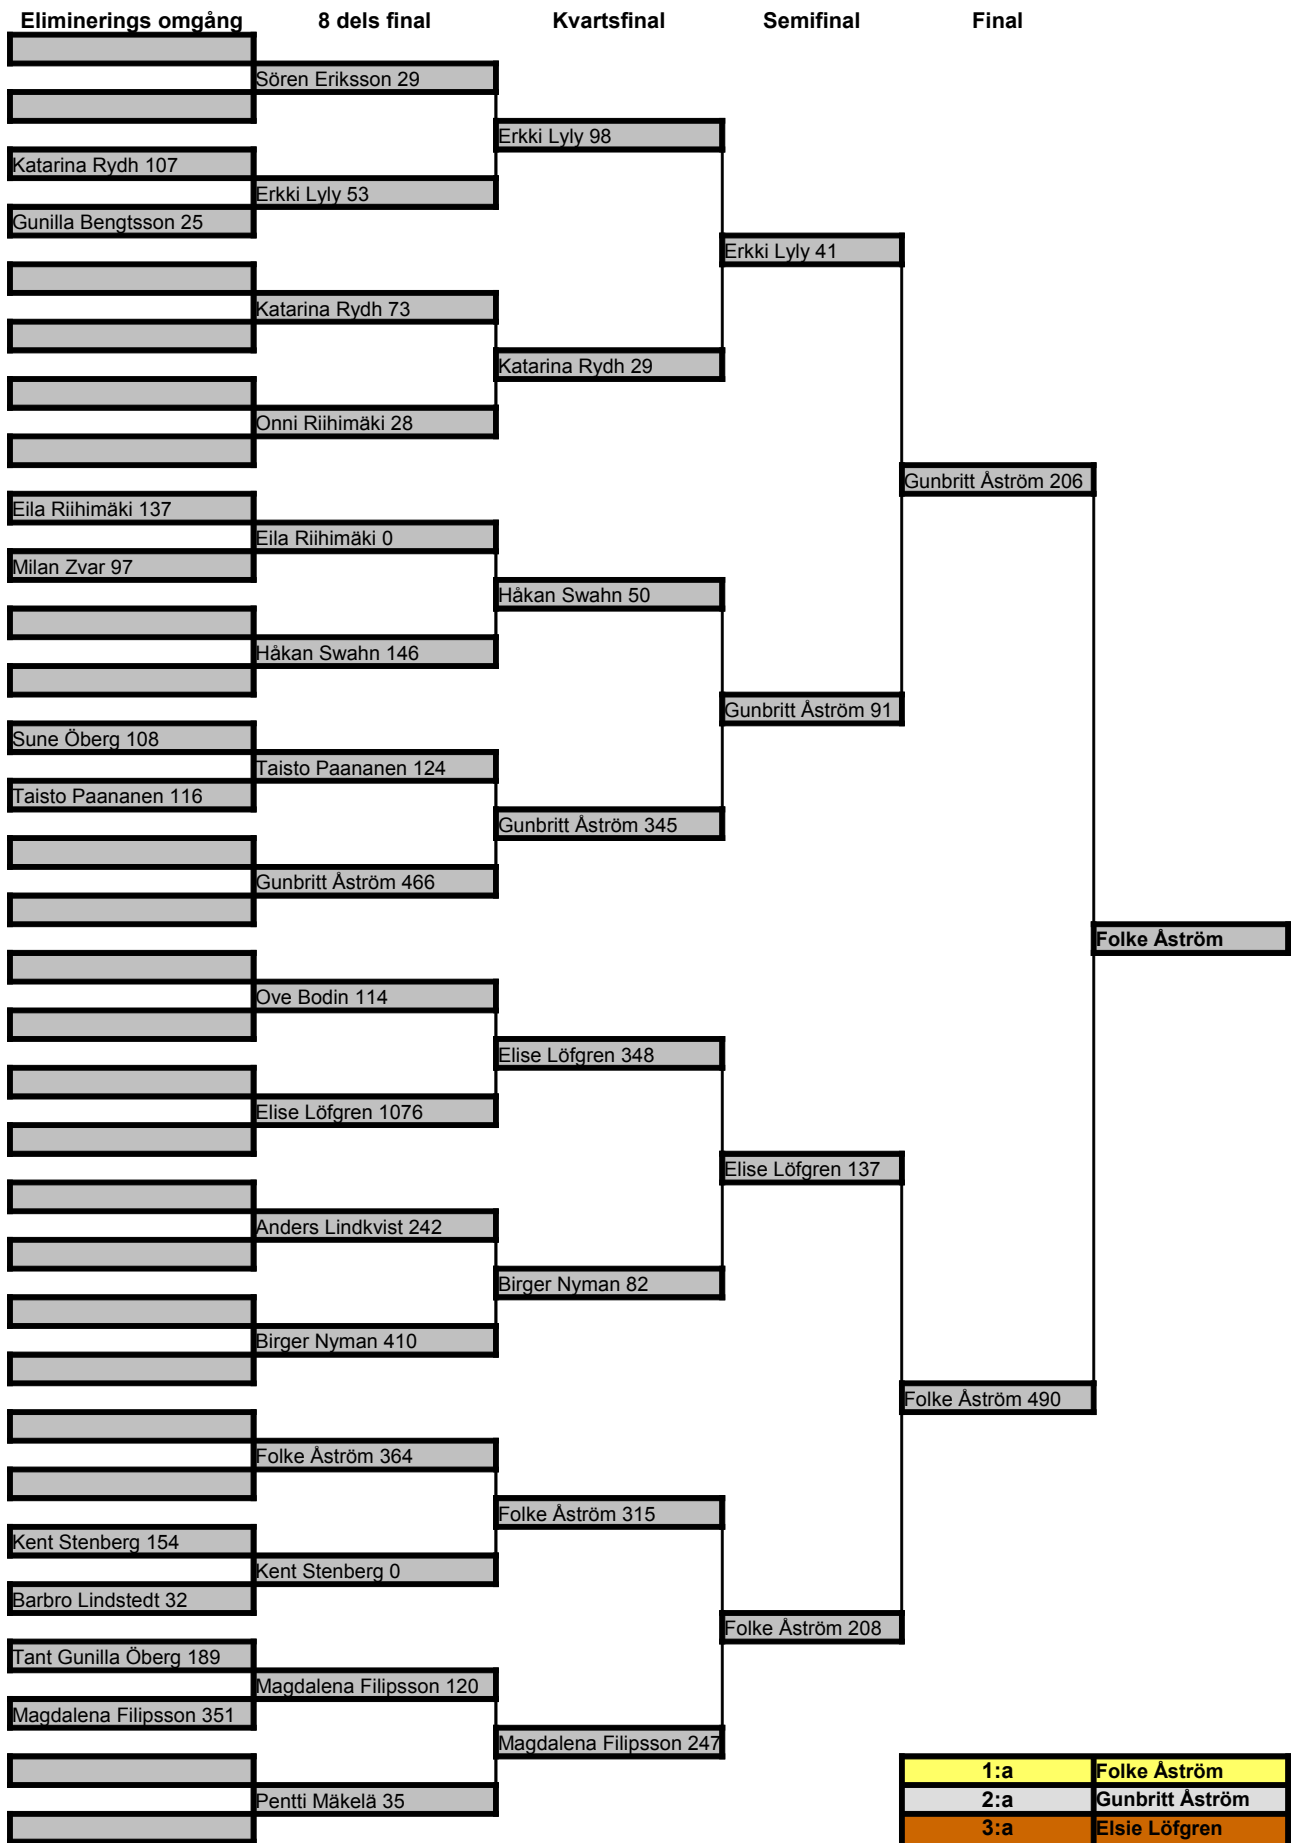 Eliminerings omgång 8 dels final Kvartsfinal Semifinal Final
Sören Eriksson 29
Erkki Lyly 98
Katarina Rydh 107
Erkki Lyly 53
Gunilla Bengtsson 25
Erkki Lyly 41
Katarina Rydh 73
Katarina Rydh 29
Onni Riihimäki 28
Gunbritt Åström 206
Eila Riihimäki 137
Eila Riihimäki 0
Milan Zvar 97
Håkan Swahn 50
Håkan Swahn 146
Gunbritt Åström 91
Sune Öberg 108
Taisto Paananen 124
Taisto Paananen 116
Gunbritt Åström 345
Gunbritt Åström 466
Folke Åström
Ove Bodin 114
Elise Löfgren 348
Elise Löfgren 1076
Elise Löfgren 137
Anders Lindkvist 242
Birger Nyman 82
Birger Nyman 410
Folke Åström 490
Folke Åström 364
Folke Åström 315
Kent Stenberg 154
Kent Stenberg 0
Barbro Lindstedt 32
Folke Åström 208
Tant Gunilla Öberg 189
Magdalena Filipsson 120
Magdalena Filipsson 351
Magdalena Filipsson 247
1:a Folke Åström
Pentti Mäkelä 35
2:a Gunbritt Åström
3:a Elsie Löfgren